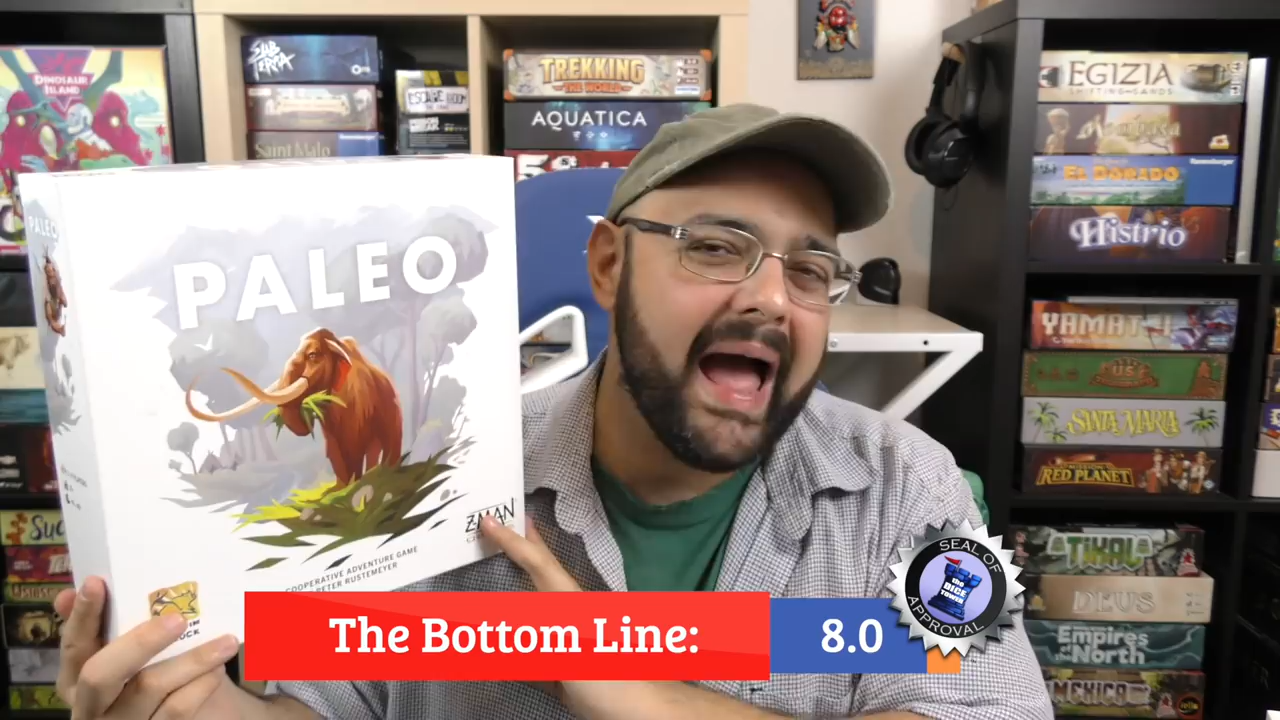 DINOSAUR
ISLAND
SUB
TERRA
ESCAPE ROOM
Saint Malo
TREKKING
THE WORLD
AQUATICA
EGIZIA
SHIFTING SANDS
EL DORADO
Ravensburger
Histrio
SANTA MARIA
RED PLANET
TIKAL
DEUS
Empires
of the
North
MEXICA
PALEO
PALEO
COOPERATIVE ADVENTURE GAME
PETER RUSTEMEYER
Z-MAN
The Bottom Line:
8.0
SEAL OF
the
DICE
TOWER
APPROVAL